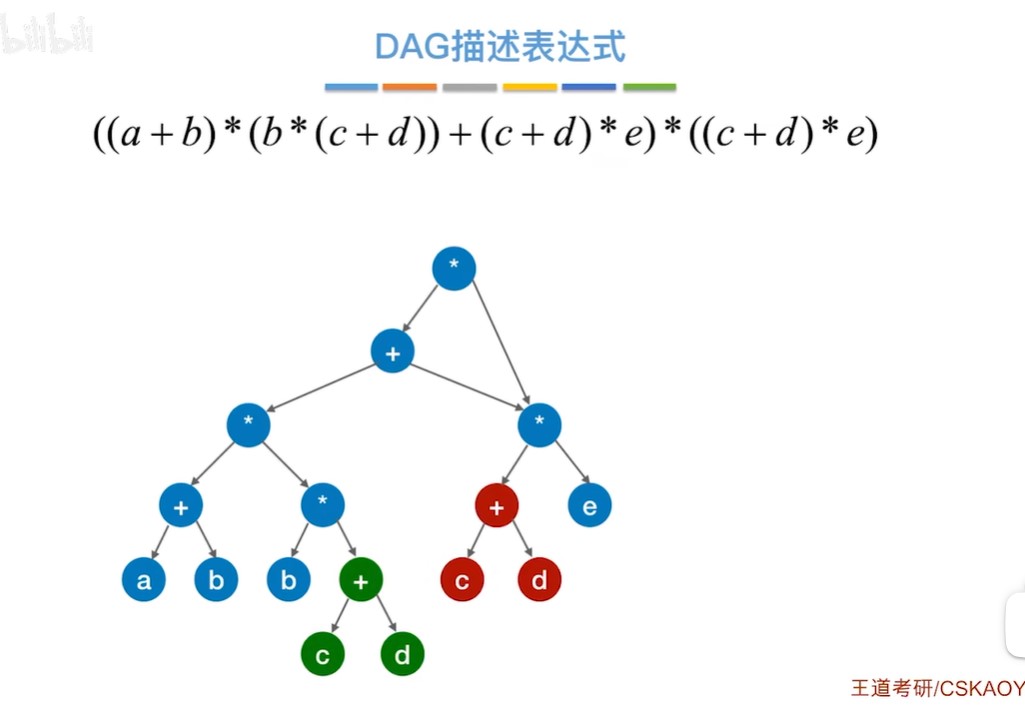 bilibili
DAG描述表达式
((a+b)*(b*(c+d))+(c+d)*e)*((c+d)*e)
*
+
* *
+ * + e
a b b + c d
c d
王道考研/CSKAOY